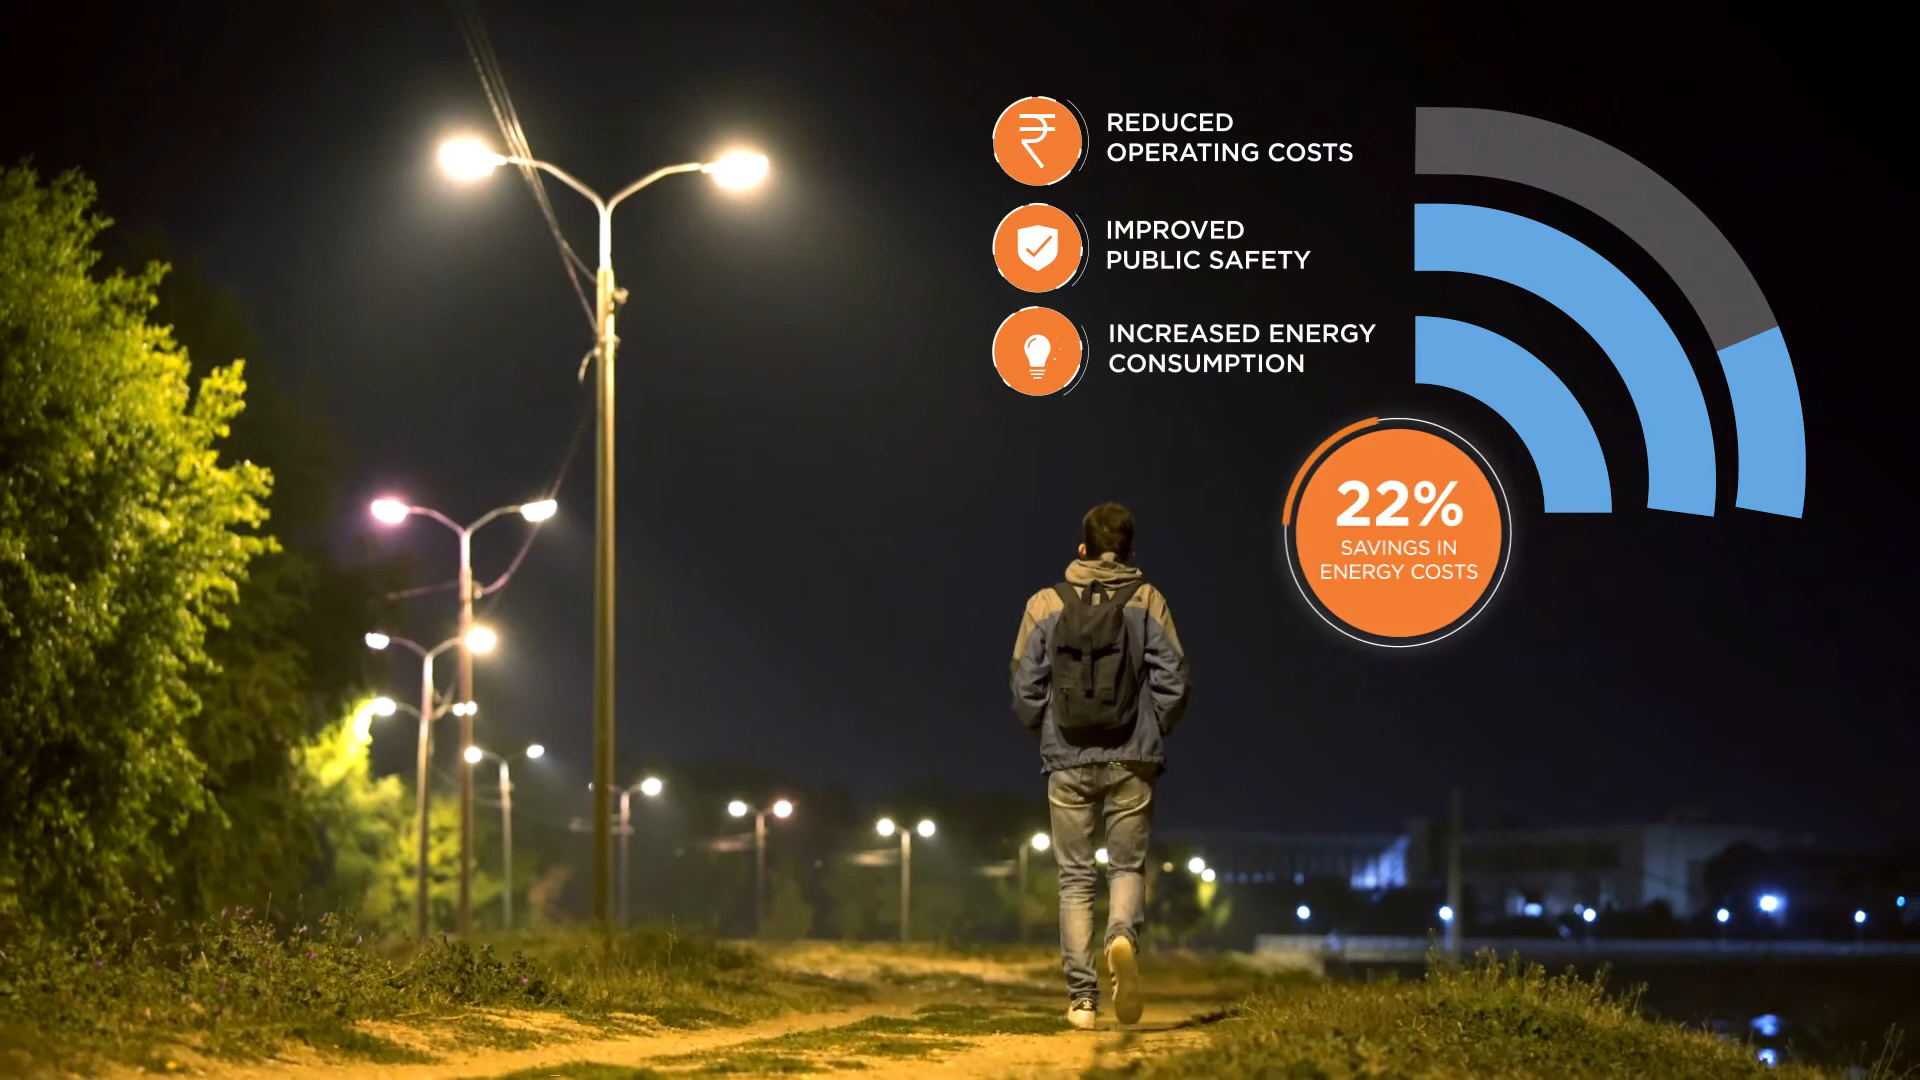 ₹
REDUCED
OPERATING COSTS
IMPROVED
PUBLIC SAFETY
INCREASED ENERGY
CONSUMPTION
22%
SAVINGS IN
ENERGY COSTS